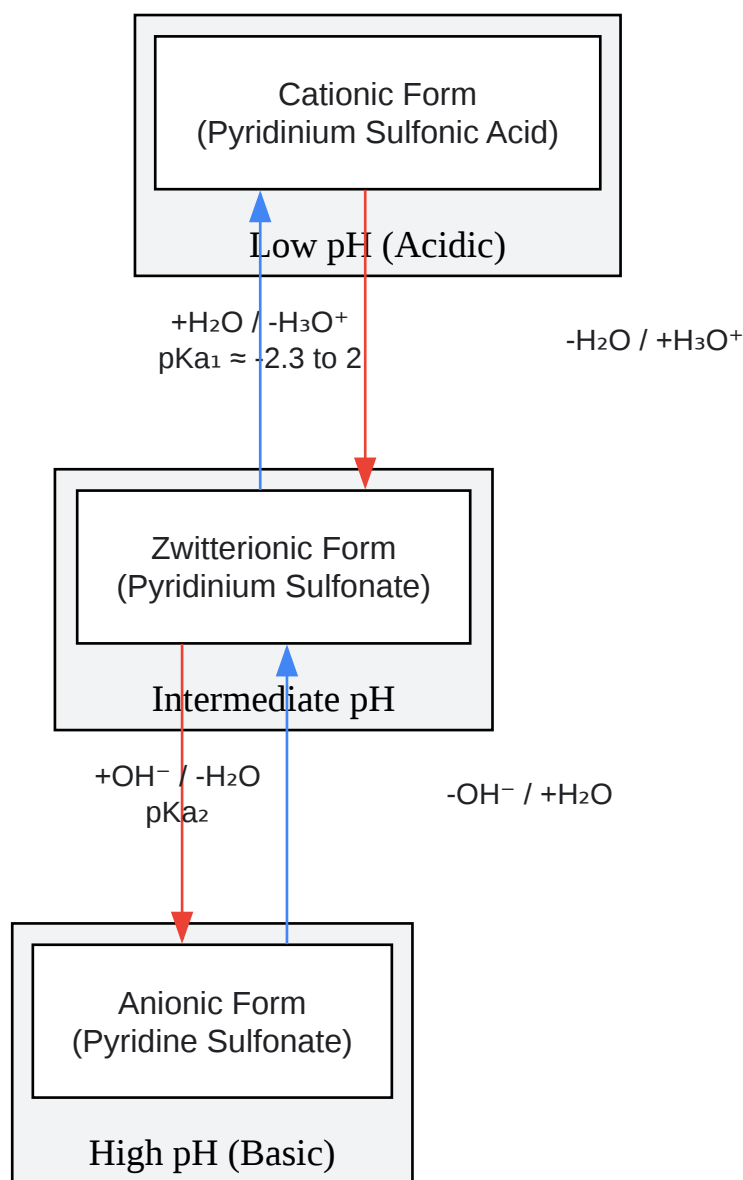 Cationic Form
(Pyridinium Sulfonic Acid)
Low pH (Acidic)
+H₂O / -H₃O⁺
pKa₁ ≈ -2.3 to 2
-H₂O / +H₃O⁺
Zwitterionic Form
(Pyridinium Sulfonate)
Intermediate pH
+OH⁻ / -H₂O
pKa₂
-OH⁻ / +H₂O
Anionic Form
(Pyridine Sulfonate)
High pH (Basic)